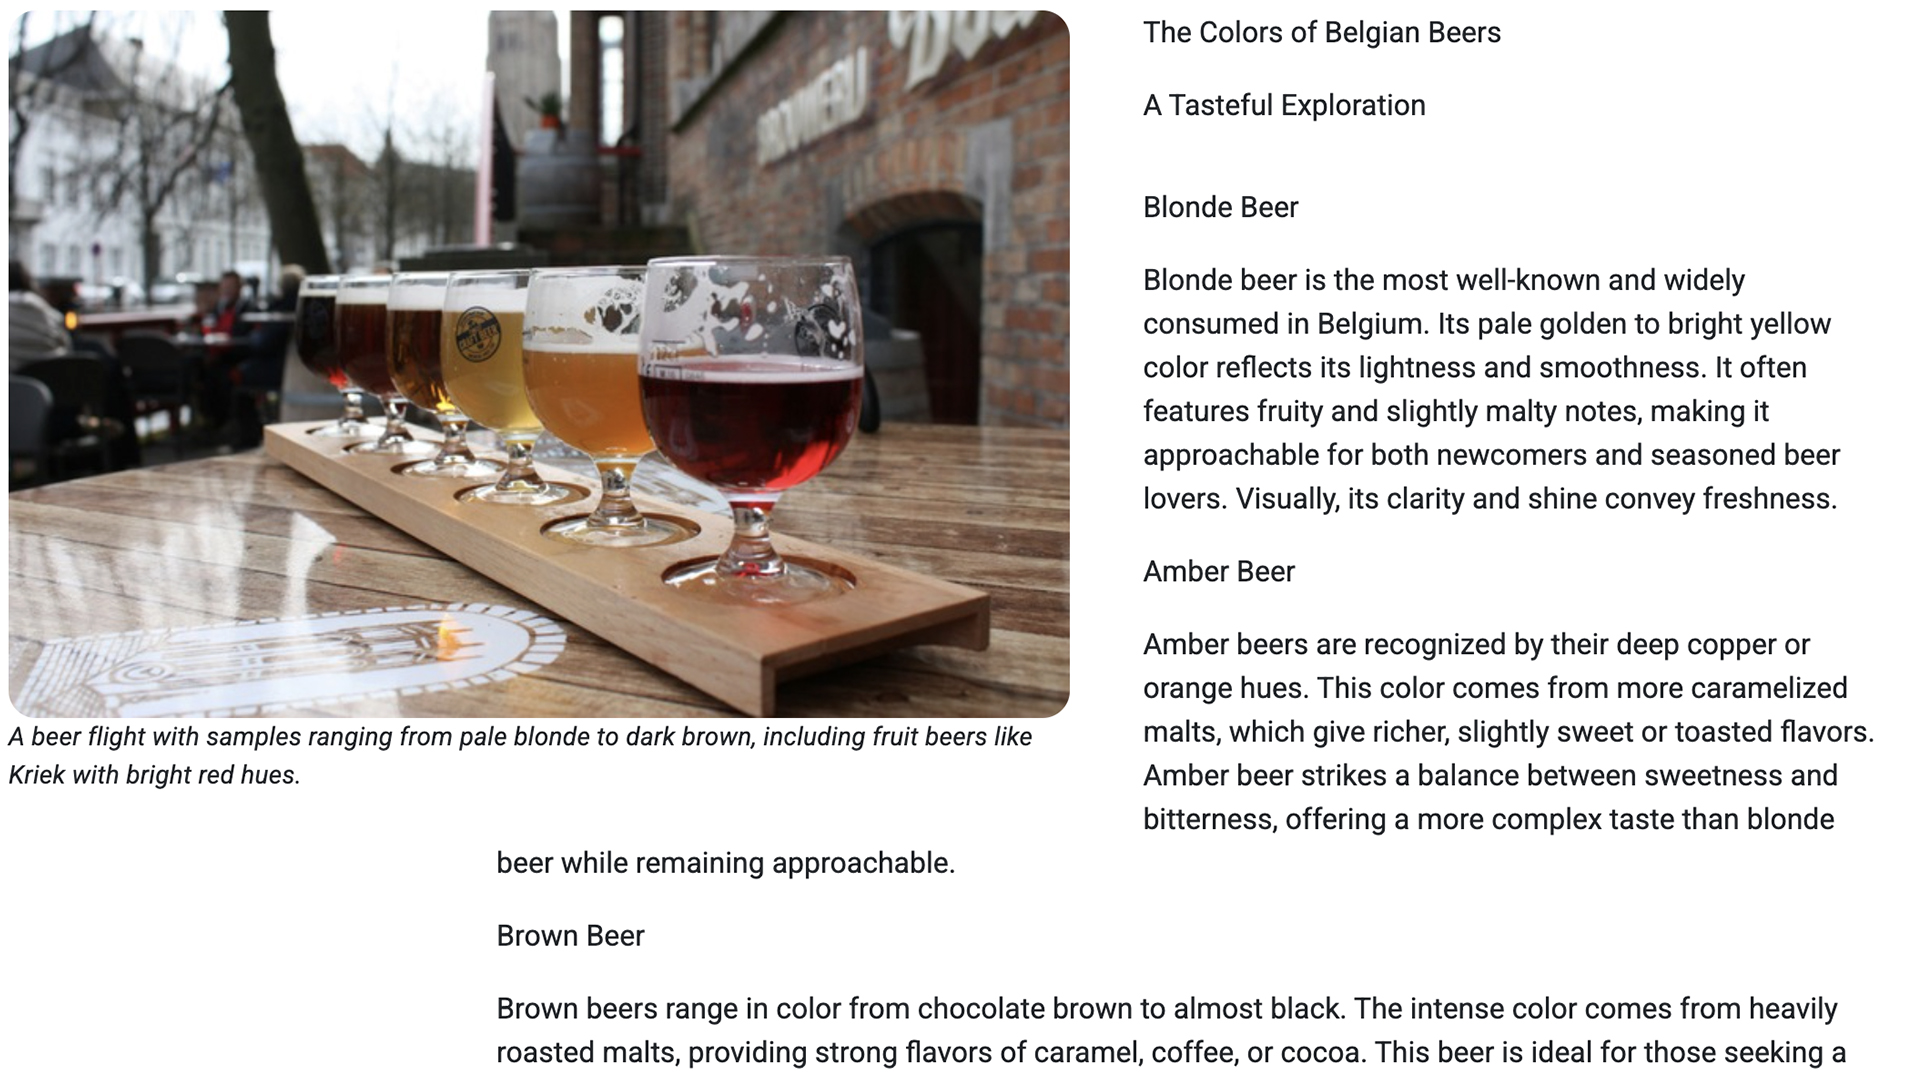 The Colors of Belgian Beers
A Tasteful Exploration
Blonde Beer
Blonde beer is the most well-known and widely
consumed in Belgium. Its pale golden to bright yellow
color reflects its lightness and smoothness. It often
features fruity and slightly malty notes, making it
approachable for both newcomers and seasoned beer
lovers. Visually, its clarity and shine convey freshness.
Amber Beer
Amber beers are recognized by their deep copper or
orange hues. This color comes from more caramelized
malts, which give richer, slightly sweet or toasted flavors.
Amber beer strikes a balance between sweetness and
bitterness, offering a more complex taste than blonde
beer while remaining approachable.
A beer flight with samples ranging from pale blonde to dark brown, including fruit beers like
Kriek with bright red hues.
Brown Beer
Brown beers range in color from chocolate brown to almost black. The intense color comes from heavily
roasted malts, providing strong flavors of caramel, coffee, or cocoa. This beer is ideal for those seeking a